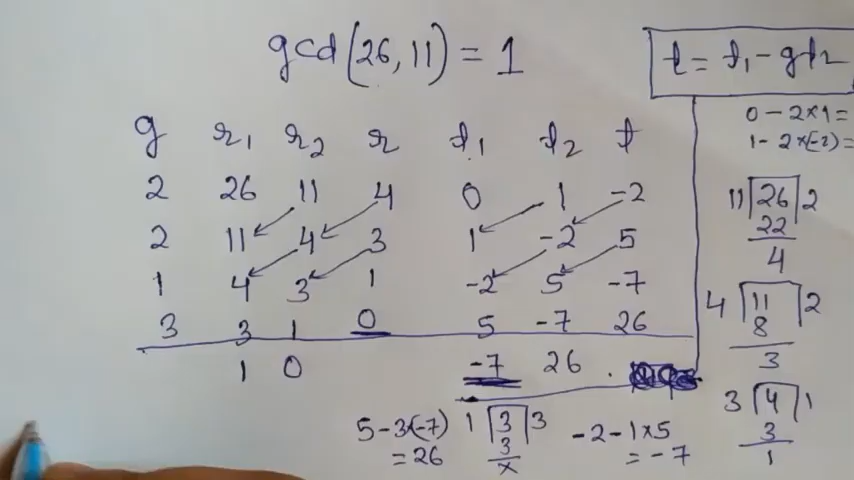 gcd(26, 11) = 1
t = t₁ - qt₂
0 - 2×1 =
1 - 2×(-2) =
q r₁ r₂ r t₁ t₂ t
2 26 11 4 0 1 -2
2 11 4 3 1 -2 5
1 4 3 1 -2 5 -7
3 3 1 0 5 -7 26
1 0 -7 26 .
11 26 2
22
4
4 11 2
8
3
3 4 1
3
1
5 - 3×(-7)
= 26
1 3 3
3
×
-2 - 1×5
= -7